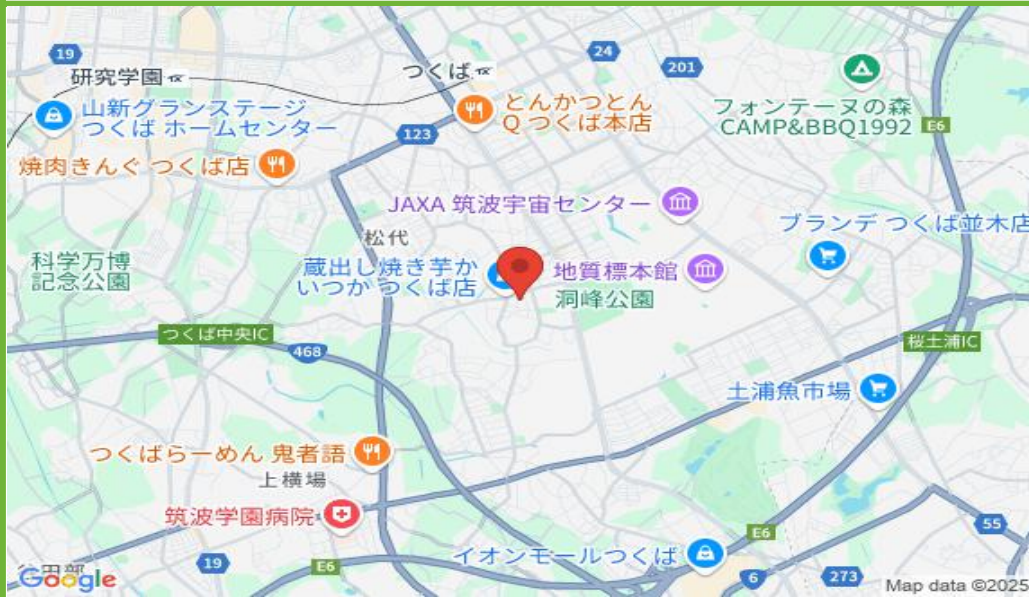 19
24
つくば
研究学園
201
山新グランステージ
つくば ホームセンター
とんかつとん
Q つくば本店
フォンテーヌの森
CAMP&BBQ1992
E6
123
焼肉きんぐ つくば店
JAXA 筑波宇宙センター
ブランデ つくば並木店
松代
科学万博
記念公園
蔵出し焼き芋か
いつか つくば店
地質標本館
洞峰公園
つくば中央IC
468
桜土浦IC
土浦魚市場
つくばらーめん 鬼者語
上横場
筑波学園病院
E6
55
イオンモールつくば
19
E6
6
273
Google
Map data ©2025